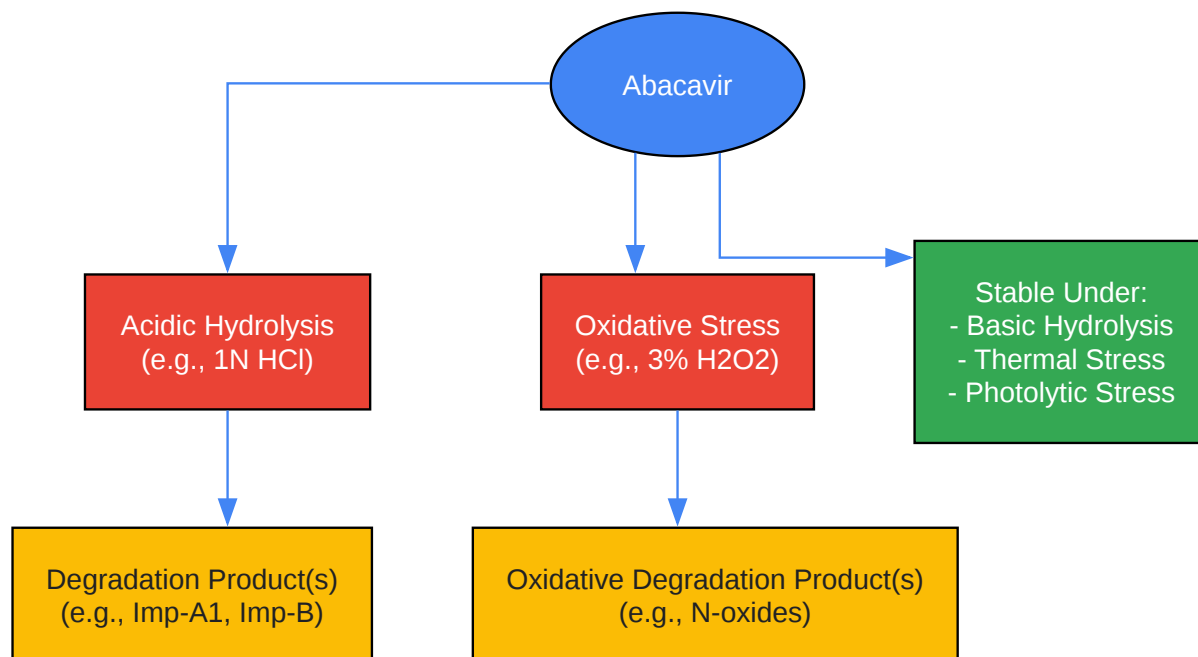 Abacavir
Acidic Hydrolysis
(e.g., 1N HCl)
Oxidative Stress
(e.g., 3% H2O2)
Stable Under:
- Basic Hydrolysis
- Thermal Stress
- Photolytic Stress
Degradation Product(s)
(e.g., Imp-A1, Imp-B)
Oxidative Degradation Product(s)
(e.g., N-oxides)